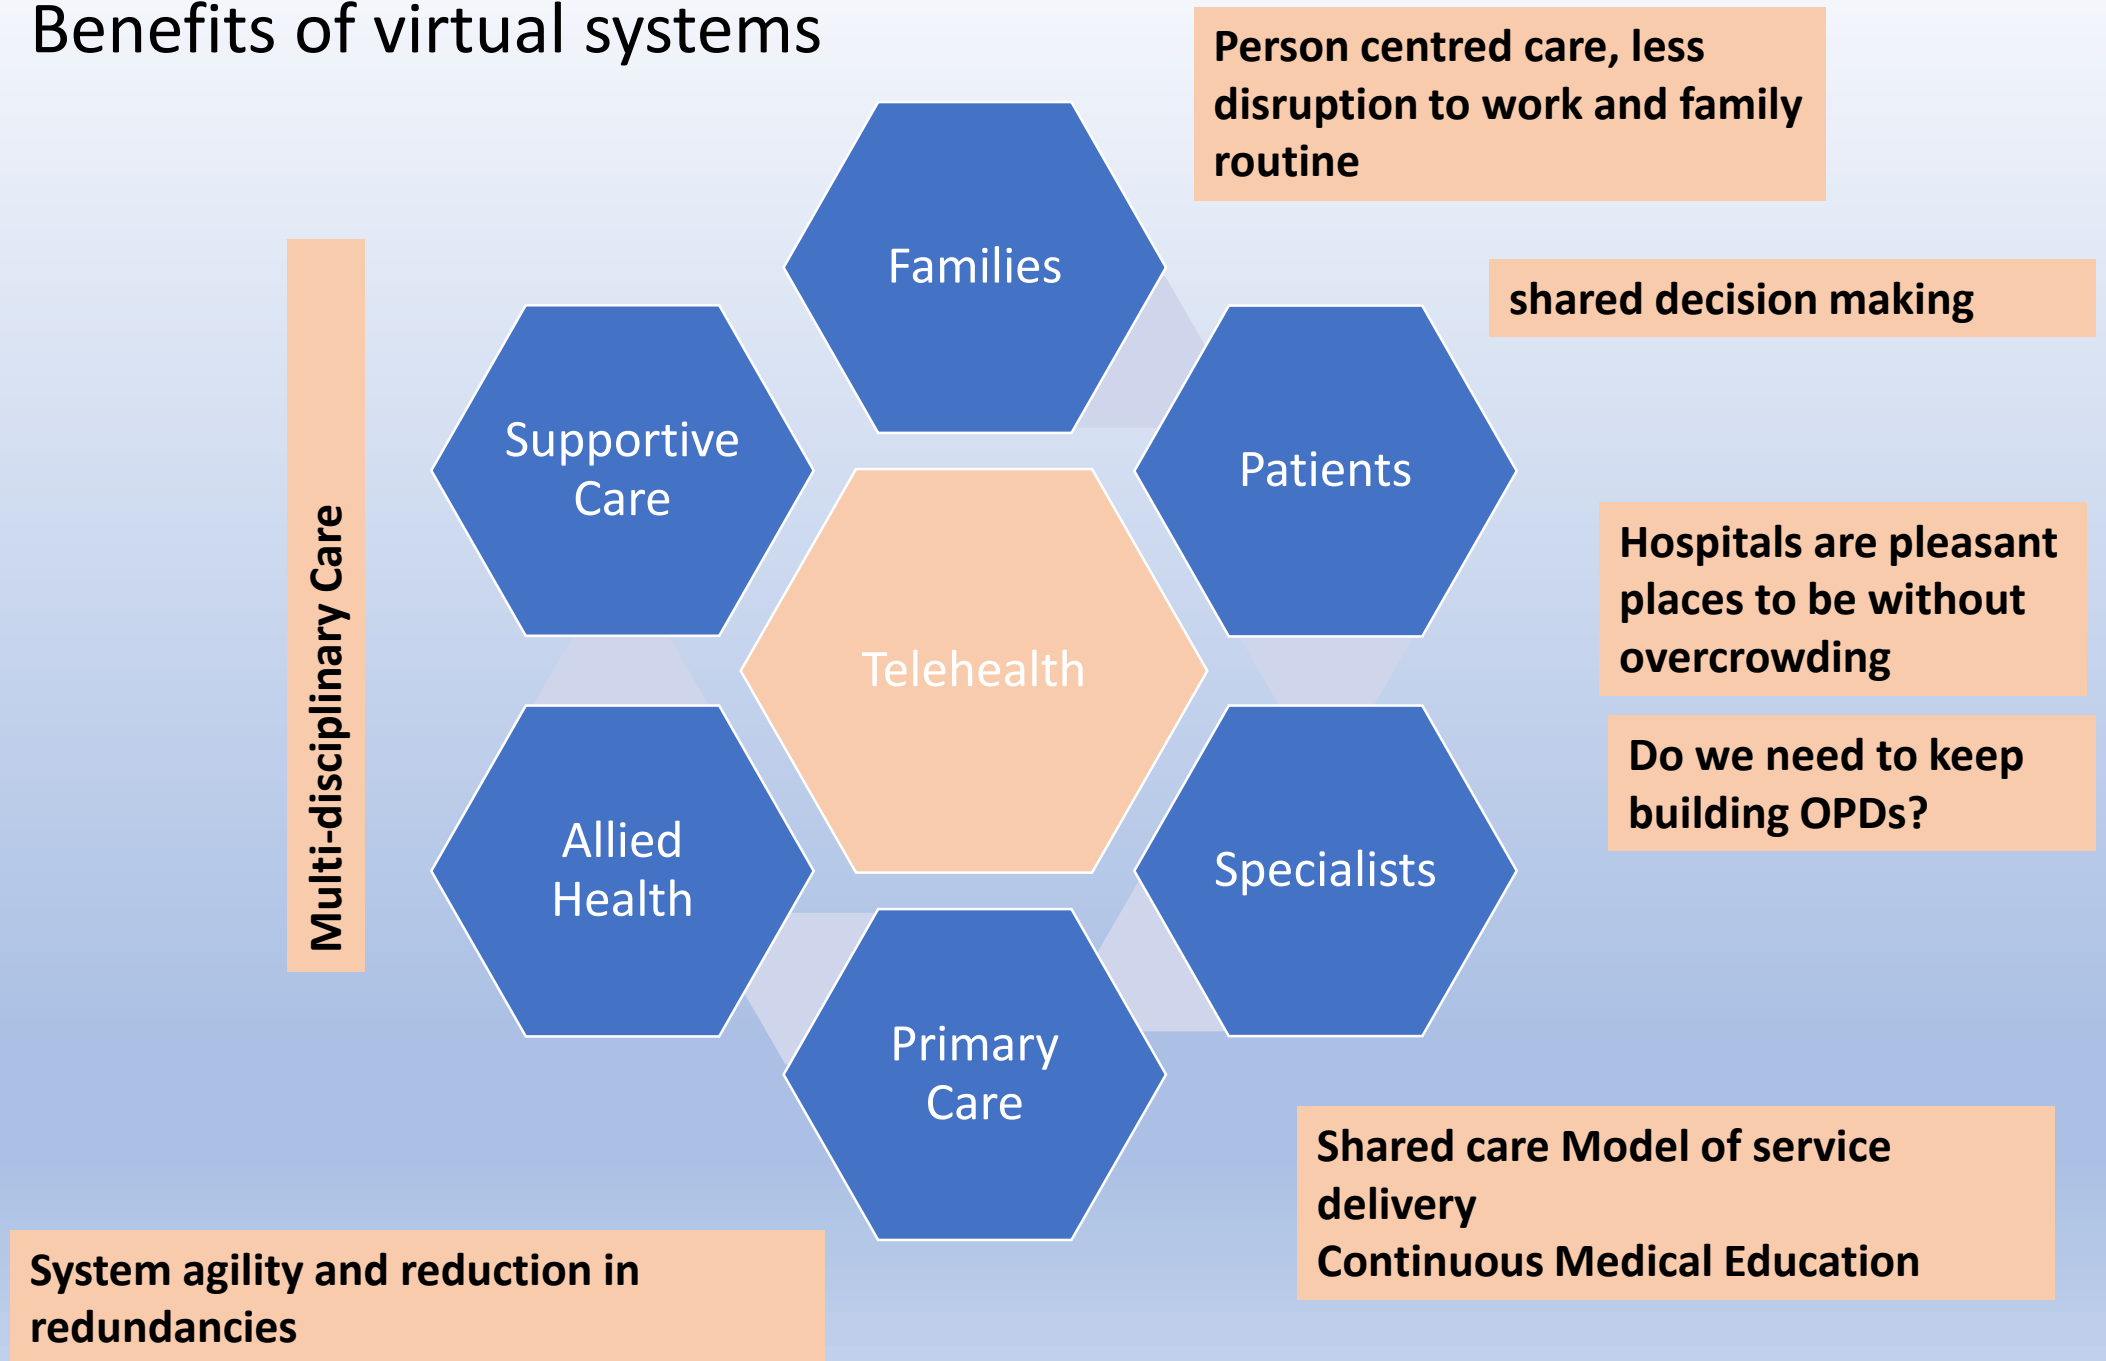 Benefits of virtual systems
Person centred care, less
disruption to work and family
routine
Families
shared decision making
Supportive
Care
Patients
Multi-disciplinary Care
Hospitals are pleasant
places to be without
overcrowding
Telehealth
Do we need to keep
building OPDs?
Allied
Health
Specialists
Primary
Care
Shared care Model of service
delivery
Continuous Medical Education
System agility and reduction in
redundancies